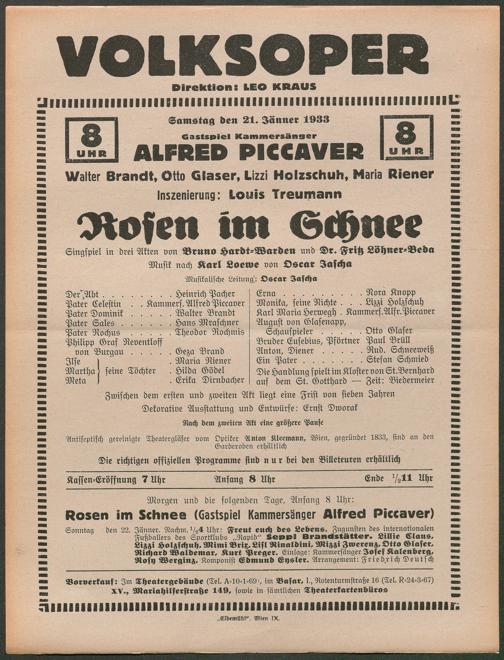 VOLKSOPER
Direktion: LEO KRAUS
Samstag den 21. Jänner 1933
8 UHR
Gastspiel Kammersänger
8 UHR
ALFRED PICCAVER
Walter Brandt, Otto Glaser, Lizzi Holzschuh, Maria Riener
Inszenierung: Louis Treumann
Rosen im Schnee
Singspiel in drei Akten von Bruno Hardt-Warden und Dr. Fritz Löhner-Beda
Musik nach Karl Loewe von Oscar Jascha
Musikalische Leitung: Oscar Jascha
Der Abt . . . . . . . . Heinrich Pacher
Pater Celestin . . Kammers. Alfred Piccaver
Pater Dominik . . . . . Walter Brandt
Pater Sales . . . . . . Hans Mraschner
Pater Rochus . . . . . Theodor Rochmis
Philipp Graf Reventloff
von Burgau . . . . Geza Brand
Ilse . . . . . . . . . Maria Riener
Martha } seine Töchter . Hilda Gödel
Meta . Erika Dirnbacher
Erna . . . . . . . . . Nora Knopp
Monika, seine Nichte . . Lizzi Holzschuh
Karl Maria Herwegh . Kammers. Alfr. Piccaver
August von Glasenapp,
Schauspieler . . . . . Otto Glaser
Bruder Eusebius, Pförtner Paul Brüll
Anton, Diener . . . . . Rud. Schneeweiß
Ein Pater . . . . . . . Stefan Schmied
Die Handlung spielt im Kloster von St. Bernhard
auf dem St. Gotthard — Zeit: Biedermeier
Zwischen dem ersten und zweiten Akt liegt eine Frist von sieben Jahren
Dekorative Ausstattung und Entwürfe: Ernst Dworak
Nach dem zweiten Akt eine größere Pause
Antiseptisch gereinigte Theatergläser vom Optiker Anton Kleemann, Wien, gegründet 1833, sind an den
Garderoben erhältlich
Die richtigen offiziellen Programme sind nur bei den Billeteuren erhältlich
Kassen-Eröffnung 7 Uhr Anfang 8 Uhr Ende 1/2 11 Uhr
Morgen und die folgenden Tage, Anfang 8 Uhr:
Rosen im Schnee (Gastspiel Kammersänger Alfred Piccaver)
Sonntag den 22. Jänner. Nachm. 1/24 Uhr: Freut euch des Lebens. Zugunsten des internationalen
Fußballers des Sportklubs „Rapid“ Seppl Brandstätter. Lillie Claus,
Lizzi Holzschuh, Mimi Brix, Lisl Rinaldini, Mizzi Zwerenz, Otto Glaser,
Richard Waldemar, Kurt Preger. Einlage: Kammersänger Josef Kalenberg,
Rosy Werginz. Komponist Edmund Eysler. Arrangement: Friedrich Deutsch
Vorverkauf: Im Theatergebäude (Tel. A-10-1-69), im Basar, I., Rotenturmstraße 16 (Tel. R-24-3-67)
XV., Mariahilferstraße 149, sowie in sämtlichen Theaterkartenbüros
„Elbemühl“, Wien IX.